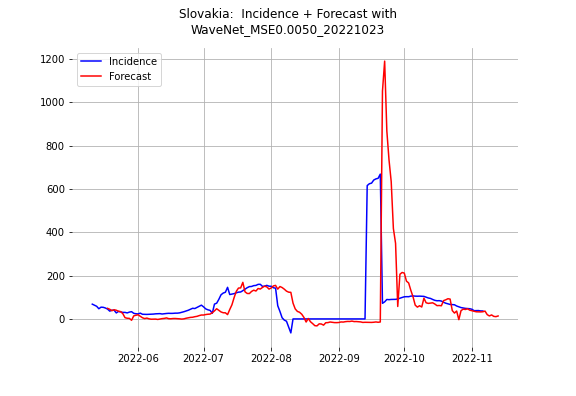 Slovakia:  Incidence + Forecast with
WaveNet_MSE0.0050_20221023
Incidence
Forecast
1200
1000
800
600
400
200
0
2022-06 2022-07 2022-08 2022-09 2022-10 2022-11